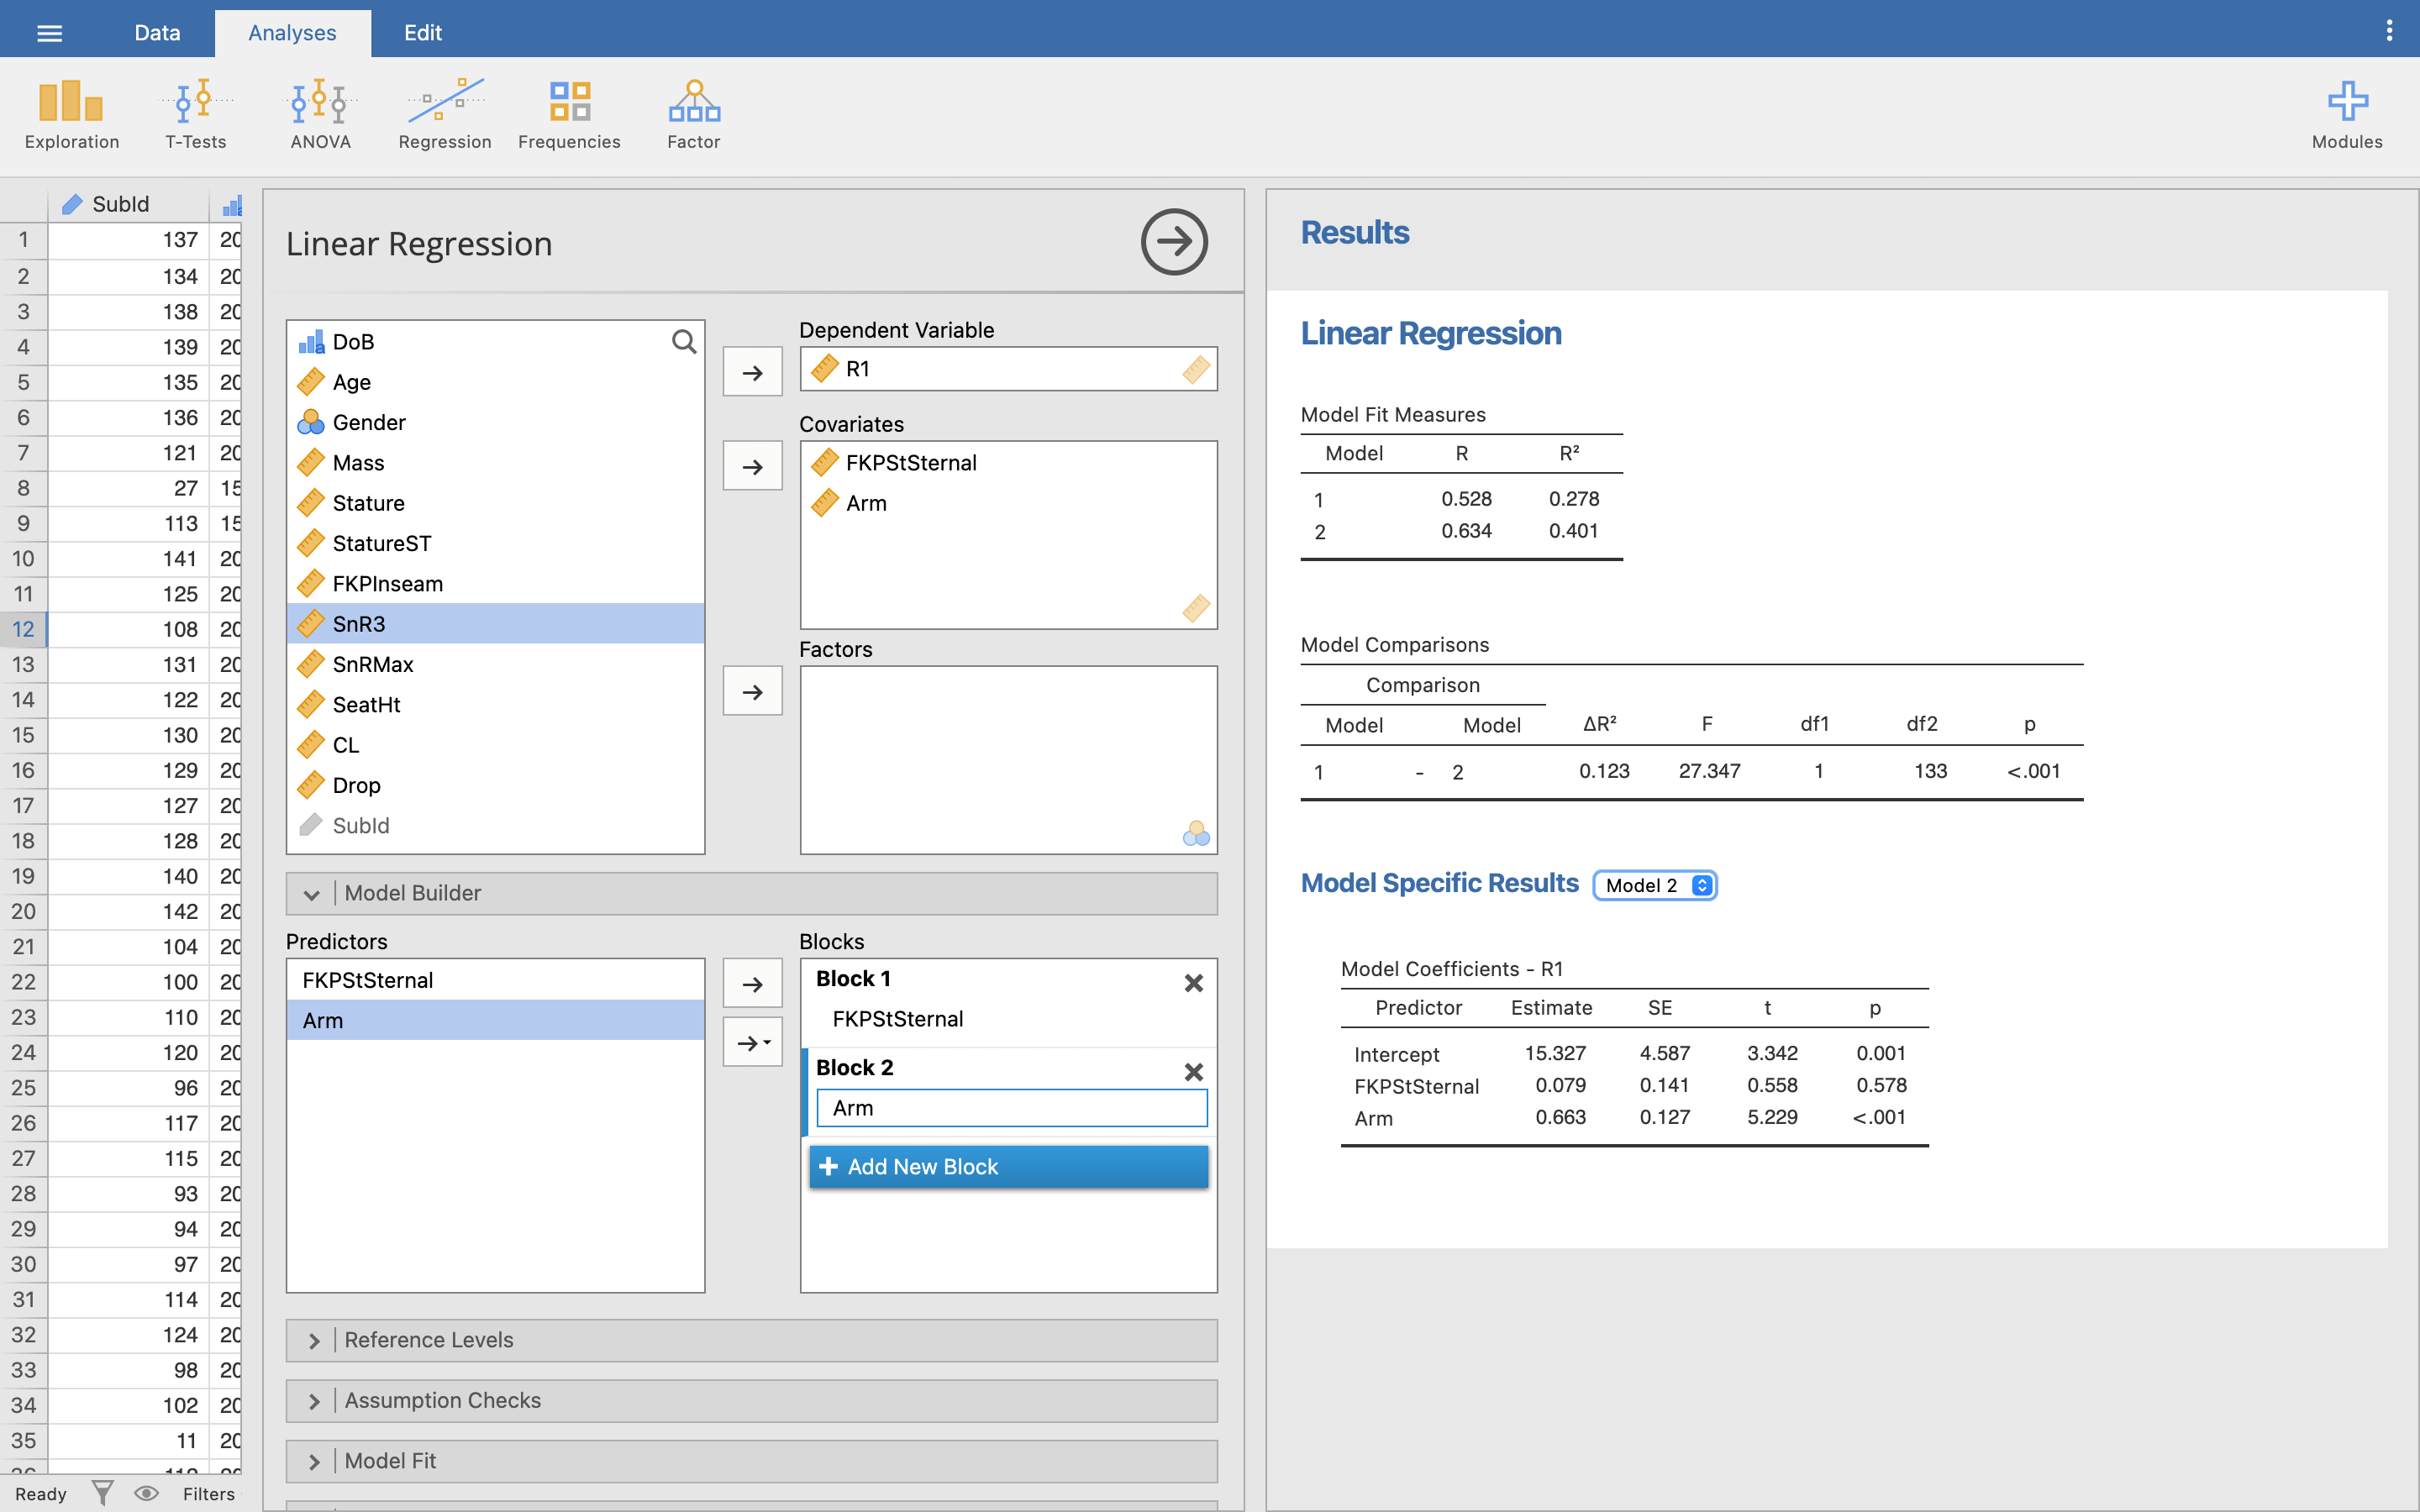 Data Analyses Edit
Exploration T-Tests ANOVA Regression Frequencies Factor Modules
SubId
1 137 20
2 134 20
3 138 20
4 139 20
5 135 20
6 136 20
7 121 20
8 27 15
9 113 15
10 141 20
11 125 20
12 108 20
13 131 20
14 122 20
15 130 20
16 129 20
17 127 20
18 128 20
19 140 20
20 142 20
21 104 20
22 100 20
23 110 20
24 120 20
25 96 20
26 117 20
27 115 20
28 93 20
29 94 20
30 97 20
31 114 20
32 124 20
33 98 20
34 102 20
35 11 20
Ready Filters
Linear Regression
DoB
Age
Gender
Mass
Stature
StatureST
FKPInseam
SnR3
SnRMax
SeatHt
CL
Drop
SubId
Dependent Variable
R1
Covariates
FKPStSternal
Arm
Factors
Model Builder
Predictors
FKPStSternal
Arm
Blocks
Block 1
FKPStSternal
Block 2
Arm
Add New Block
Reference Levels
Assumption Checks
Model Fit
Results
Linear Regression
Model Fit Measures
Model R R²
1 0.528 0.278
2 0.634 0.401
Model Comparisons
Comparison
Model Model ΔR² F df1 df2 p
1 - 2 0.123 27.347 1 133 <.001
Model Specific Results Model 2
Model Coefficients - R1
Predictor Estimate SE t p
Intercept 15.327 4.587 3.342 0.001
FKPStSternal 0.079 0.141 0.558 0.578
Arm 0.663 0.127 5.229 <.001